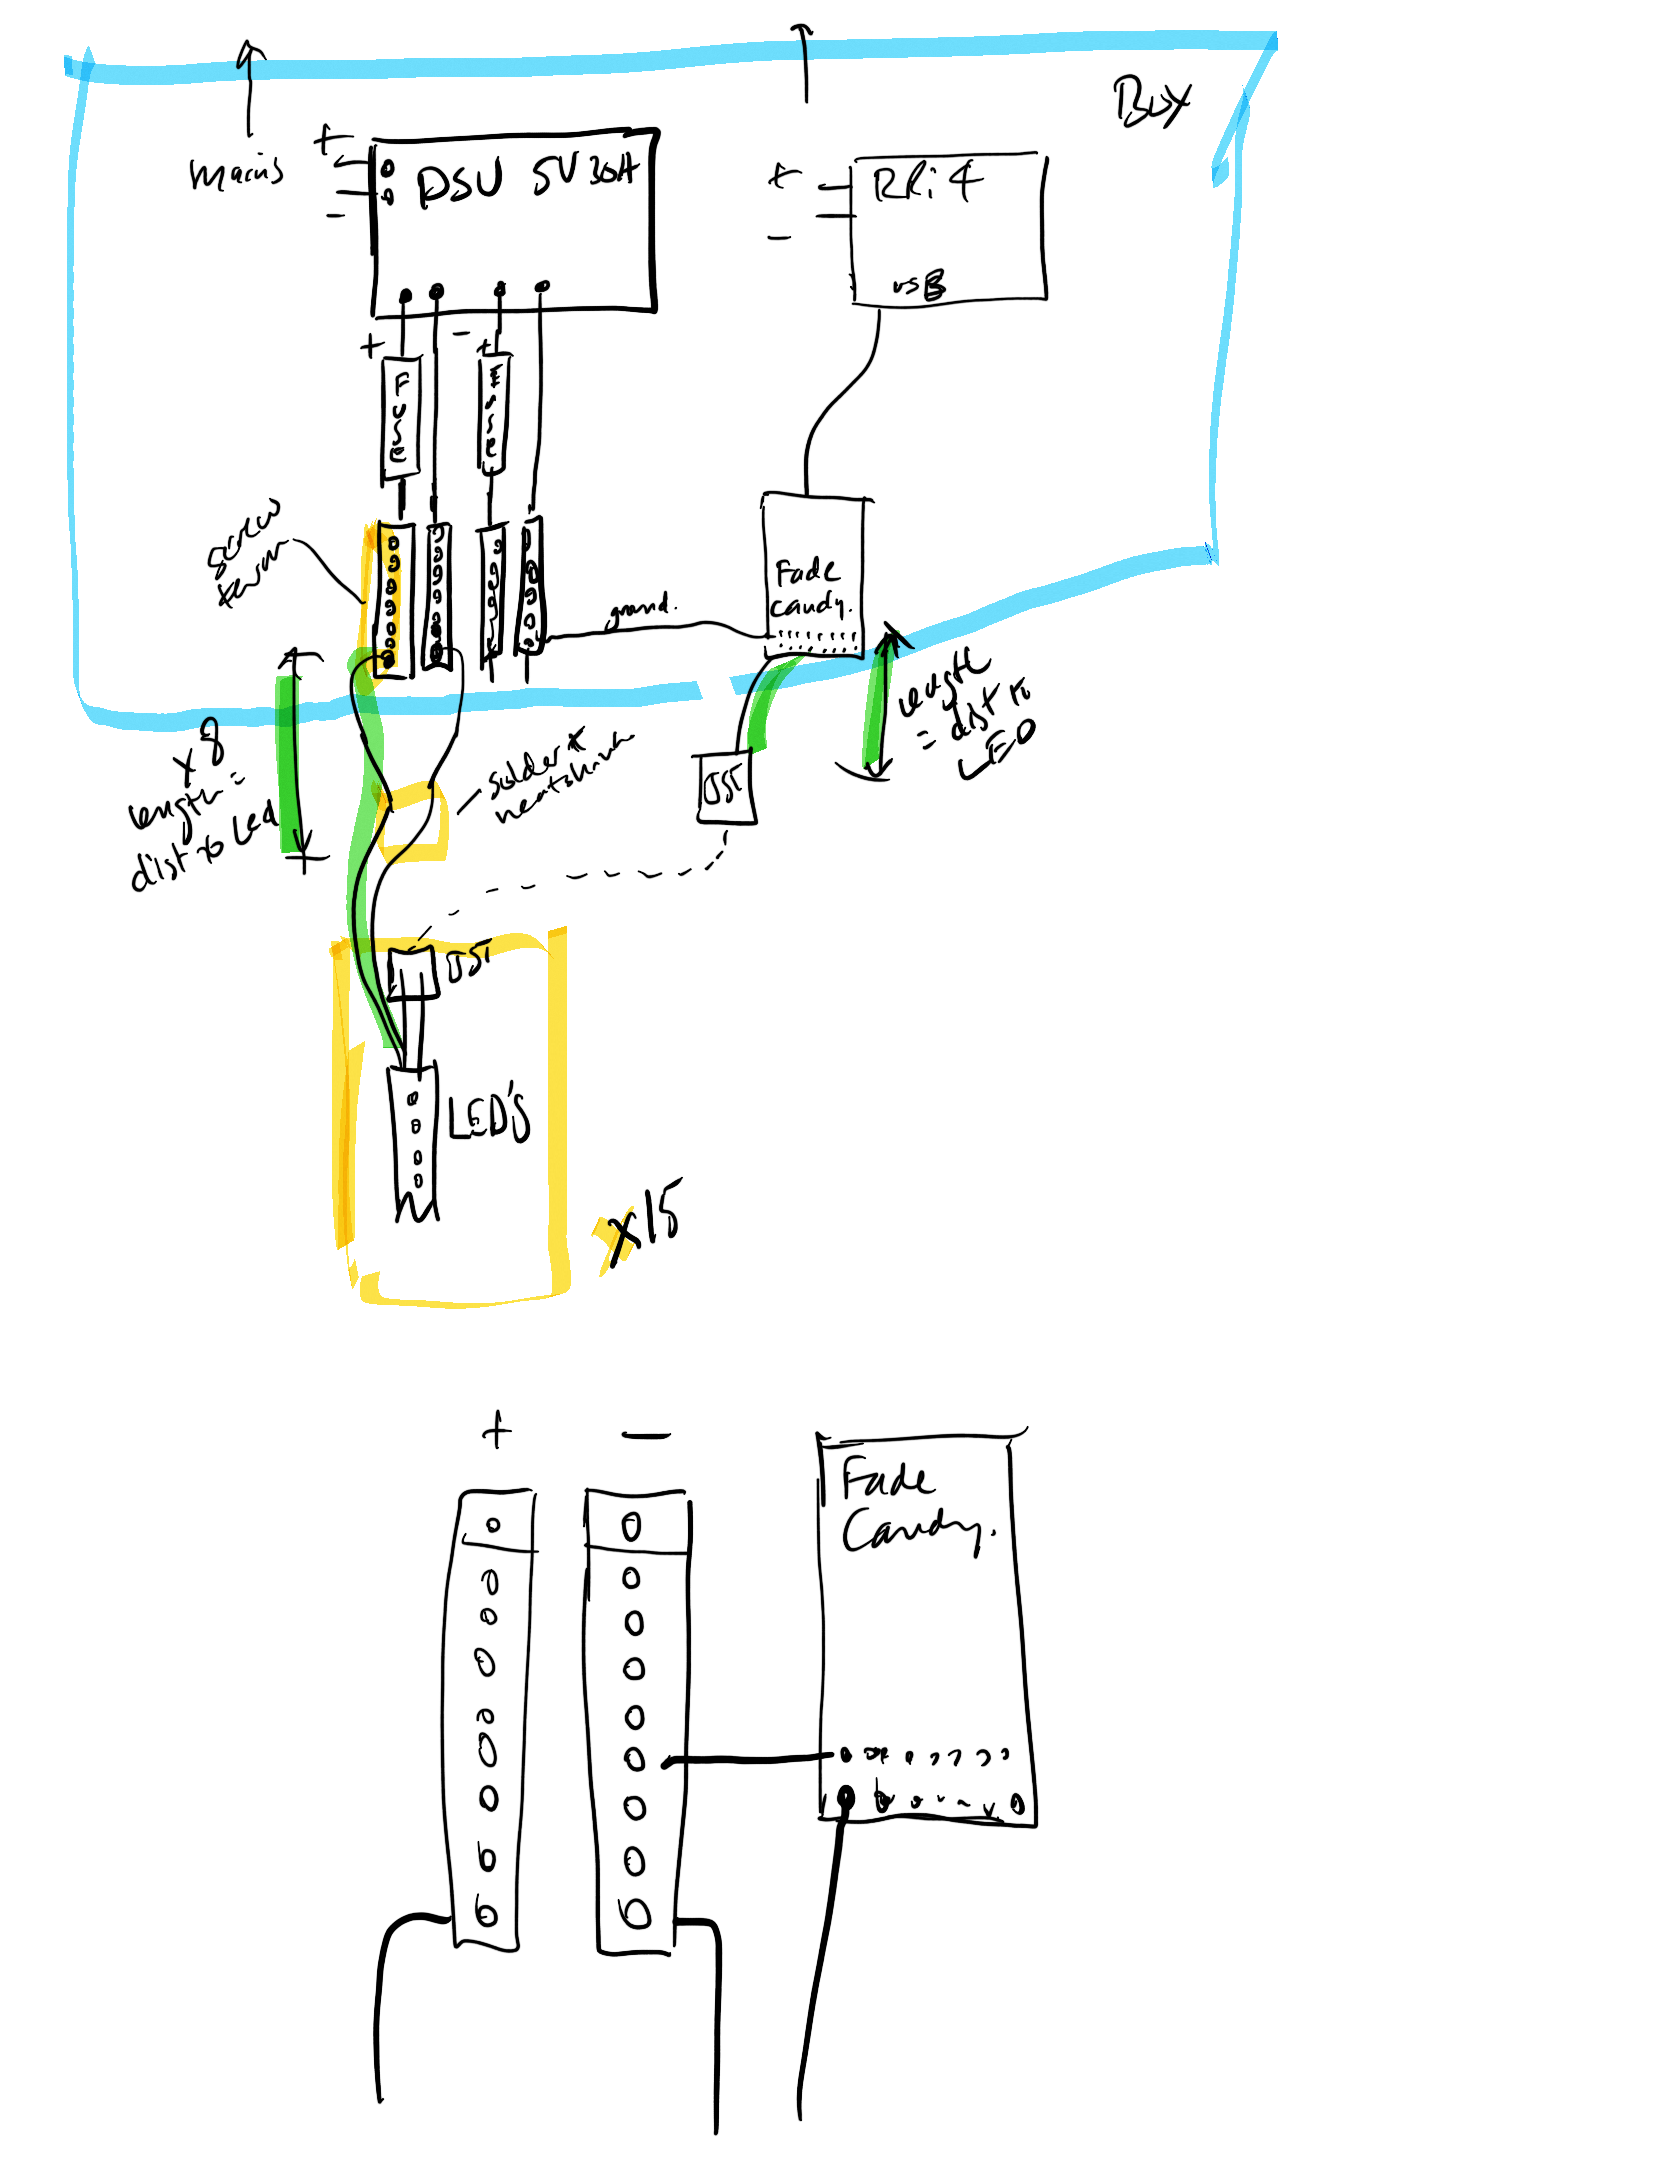 Box
mains
+
-
PSU 5V 30A
+
-
RPi 4
USB
+
-
+
Fuse
Fuse
screw
term
ground.
Fade
candy.
x 8
length =
dist to Led
solder +
heatshrink
JST
length
= dist to
LED
JST
LED'S
x15
+
-
Fade
Candy.